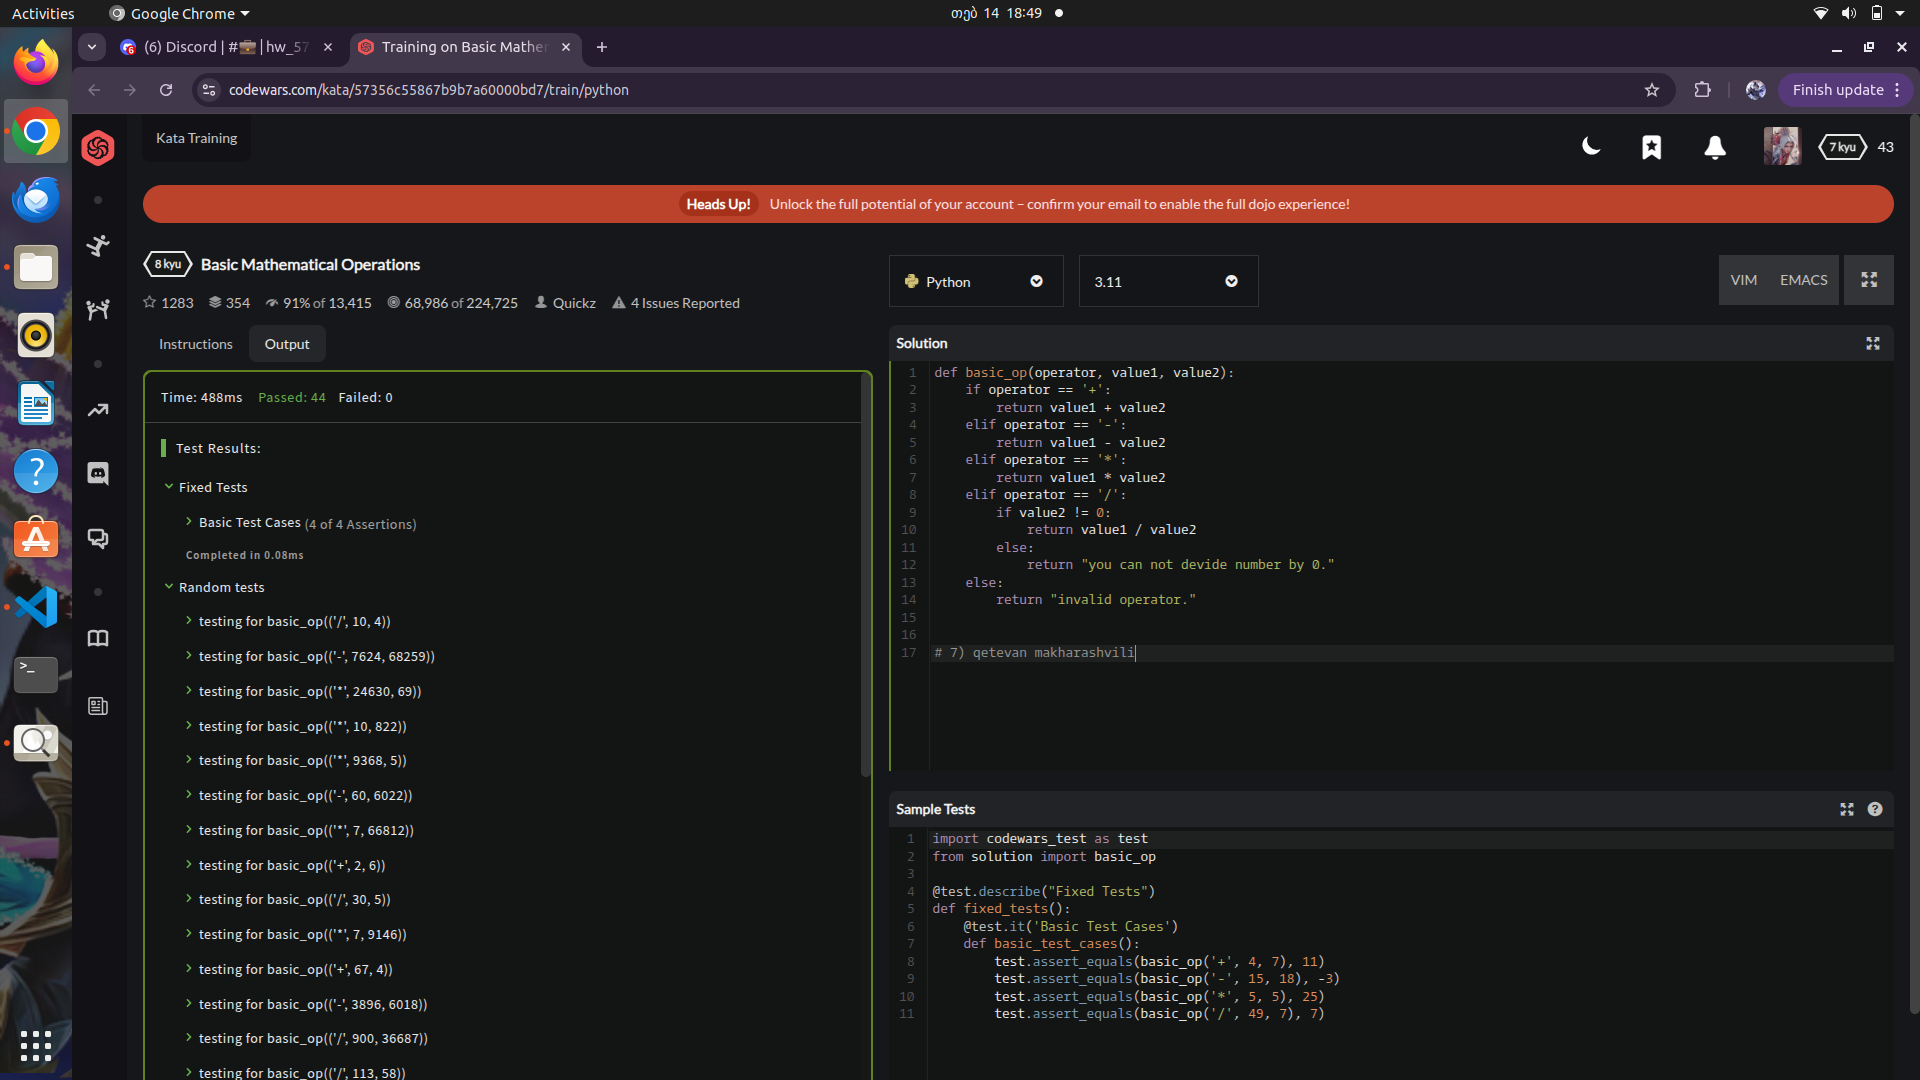 Activities
Google Chrome
თებ 14 18:49
(6) Discord | #💼 | hw_57
Training on Basic Mathe
codewars.com/kata/57356c55867b9b7a60000bd7/train/python
Finish update
Kata Training
7 kyu 43
Heads Up! Unlock the full potential of your account – confirm your email to enable the full dojo experience!
8 kyu Basic Mathematical Operations
1283 354 91% of 13,415 68,986 of 224,725 Quickz 4 Issues Reported
Python
3.11
VIM EMACS
Instructions Output
Time: 488ms Passed: 44 Failed: 0
Test Results:
Fixed Tests
Basic Test Cases (4 of 4 Assertions)
Completed in 0.08ms
Random tests
testing for basic_op(('/', 10, 4))
testing for basic_op(('-', 7624, 68259))
testing for basic_op(('*', 24630, 69))
testing for basic_op(('*', 10, 822))
testing for basic_op(('*', 9368, 5))
testing for basic_op(('-', 60, 6022))
testing for basic_op(('*', 7, 66812))
testing for basic_op(('+', 2, 6))
testing for basic_op(('/', 30, 5))
testing for basic_op(('*', 7, 9146))
testing for basic_op(('+', 67, 4))
testing for basic_op(('-', 3896, 6018))
testing for basic_op(('/', 900, 36687))
testing for basic_op(('/', 113, 58))
Solution
1 def basic_op(operator, value1, value2):
2     if operator == '+':
3         return value1 + value2
4     elif operator == '-':
5         return value1 - value2
6     elif operator == '*':
7         return value1 * value2
8     elif operator == '/':
9         if value2 != 0:
10             return value1 / value2
11         else:
12             return "you can not devide number by 0."
13     else:
14         return "invalid operator."
15
16
17 # 7) qetevan makharashvili
Sample Tests
1 import codewars_test as test
2 from solution import basic_op
3
4 @test.describe("Fixed Tests")
5 def fixed_tests():
6     @test.it('Basic Test Cases')
7     def basic_test_cases():
8         test.assert_equals(basic_op('+', 4, 7), 11)
9         test.assert_equals(basic_op('-', 15, 18), -3)
10         test.assert_equals(basic_op('*', 5, 5), 25)
11         test.assert_equals(basic_op('/', 49, 7), 7)